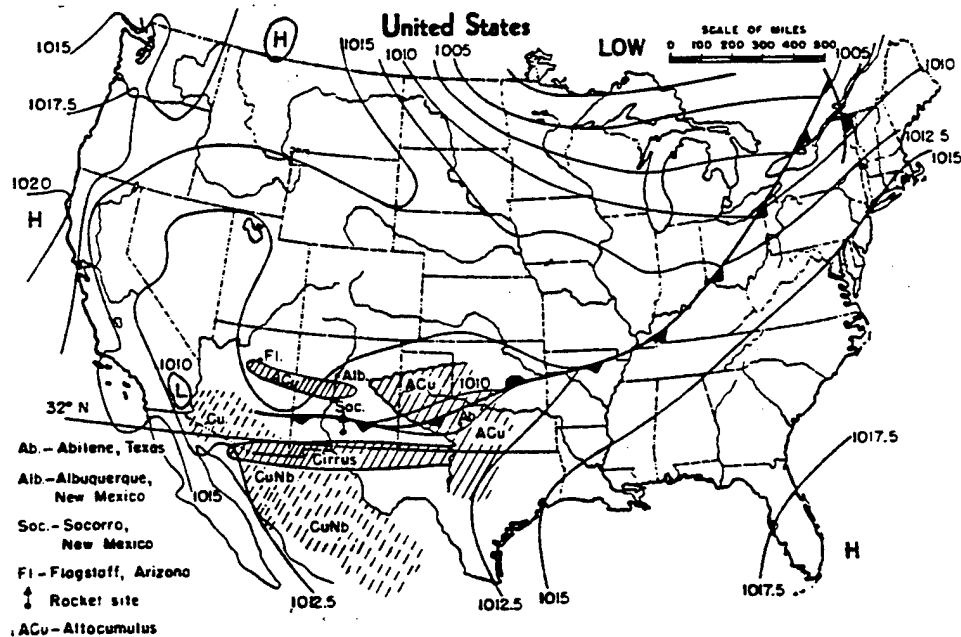 United States
LOW
SCALE OF MILES
0 100 200 300 400 500
1015
H
1015
1010
1005
1005
1010
1017.5
1012.5
1015
1020
H
1010
L
Fl.
ACu
Alb.
ACu
1010
Soc.
Ab.
32° N
Cu
ACu
Cirrus
CuNb
CuNb
1015
1012.5
1012.5
1015
1017.5
1017.5
H
Ab.- Abilene, Texas
Alb.-Albuquerque,
New Mexico
Soc.-Socorro,
New Mexico
Fl-Flagstaff, Arizona
Rocket site
ACu-Altocumulus